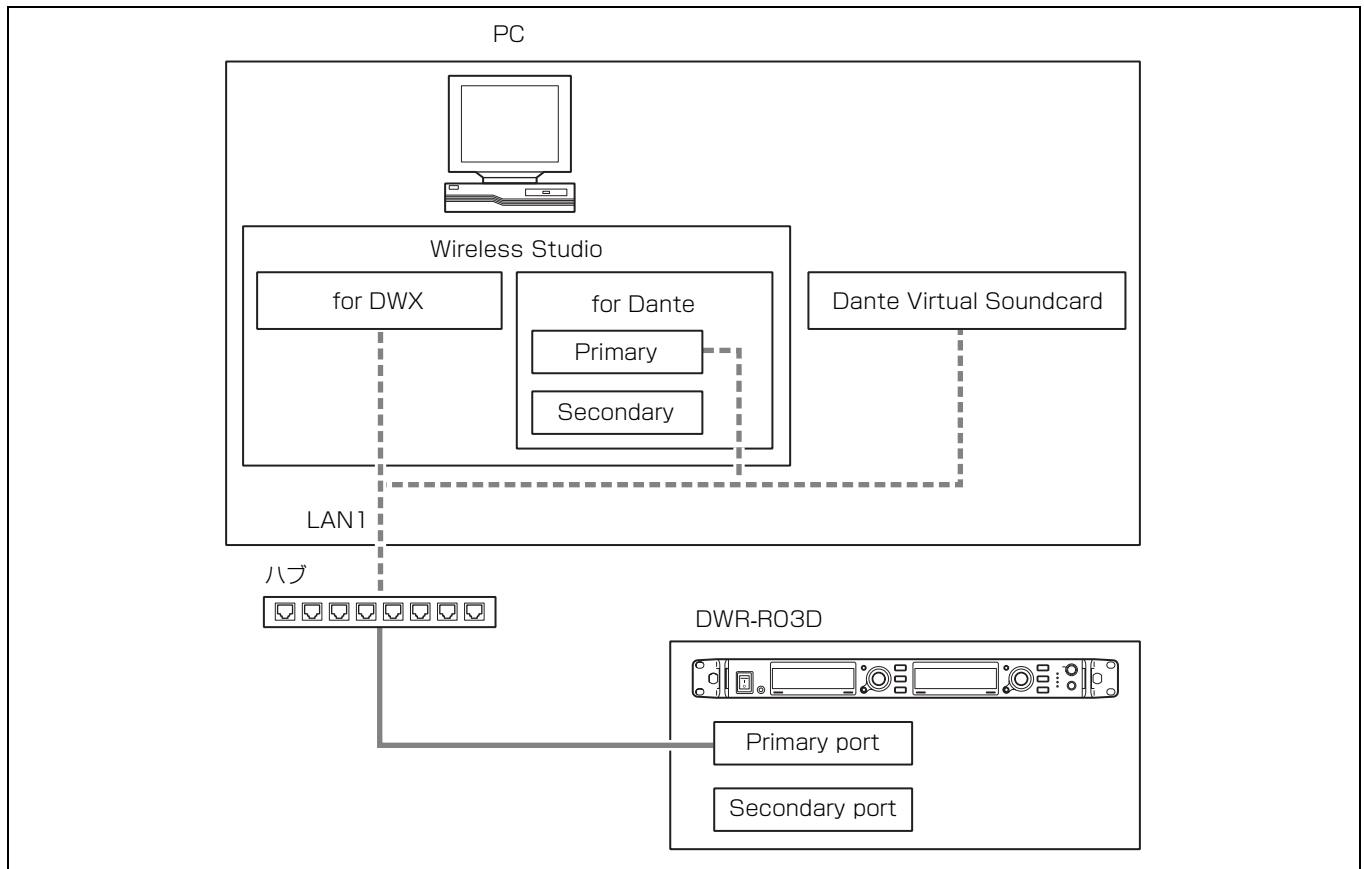 PC
Wireless Studio
for DWX
for Dante
Dante Virtual Soundcard
Primary
Secondary
LAN1
ハブ
DWR-R03D
Primary port
Secondary port